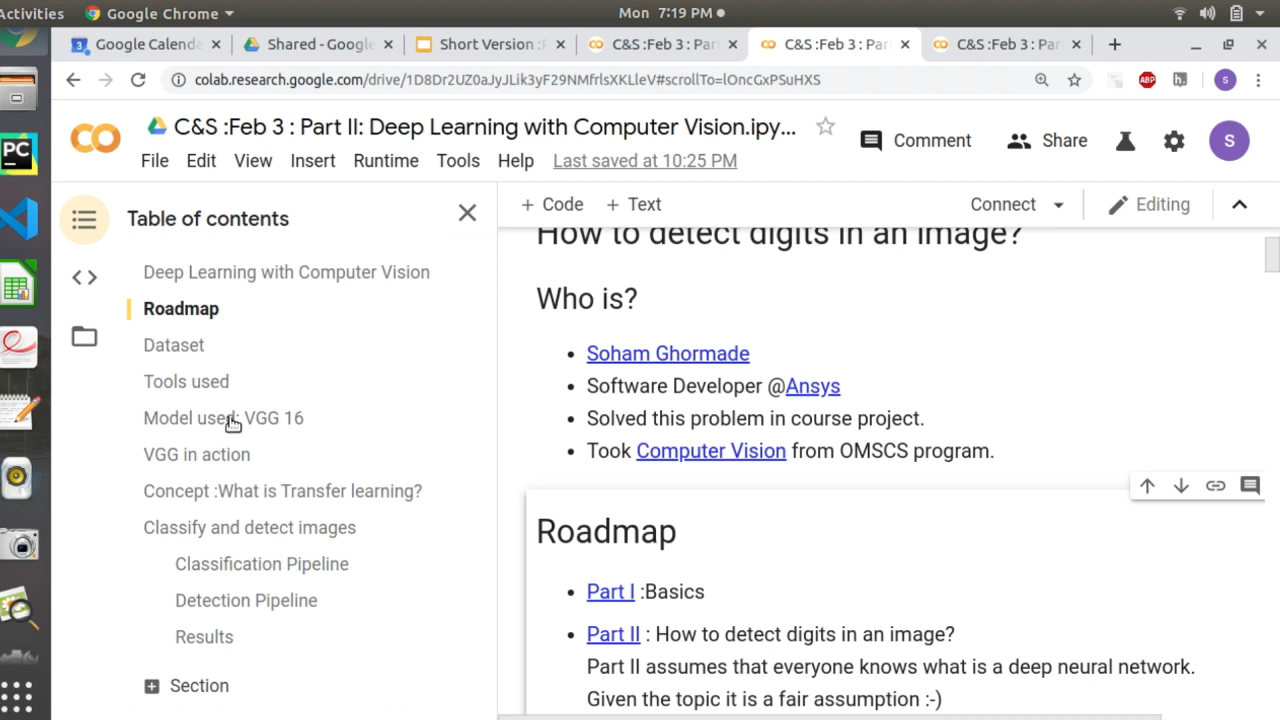 Activities Google Chrome Mon 7:19 PM
Google Calenda Shared - Google Short Version : C&S :Feb 3 : Par C&S :Feb 3 : Par C&S :Feb 3 : Par
colab.research.google.com/drive/1D8Dr2UZ0aJyJLik3yF29NMfrlsXKLleV#scrollTo=lOncGxPSuHXS ABP h. S
PC
CO C&S :Feb 3 : Part II: Deep Learning with Computer Vision.ipy...
Comment Share S
File Edit View Insert Runtime Tools Help Last saved at 10:25 PM
Table of contents
Deep Learning with Computer Vision
Roadmap
Dataset
Tools used
Model used: VGG 16
VGG in action
Concept :What is Transfer learning?
Classify and detect images
Classification Pipeline
Detection Pipeline
Results
Section
+ Code + Text Connect Editing
How to detect digits in an image?
Who is?
• Soham Ghormade
• Software Developer @Ansys
• Solved this problem in course project.
• Took Computer Vision from OMSCS program.
Roadmap
• Part I :Basics
• Part II : How to detect digits in an image?
Part II assumes that everyone knows what is a deep neural network.
Given the topic it is a fair assumption :-)